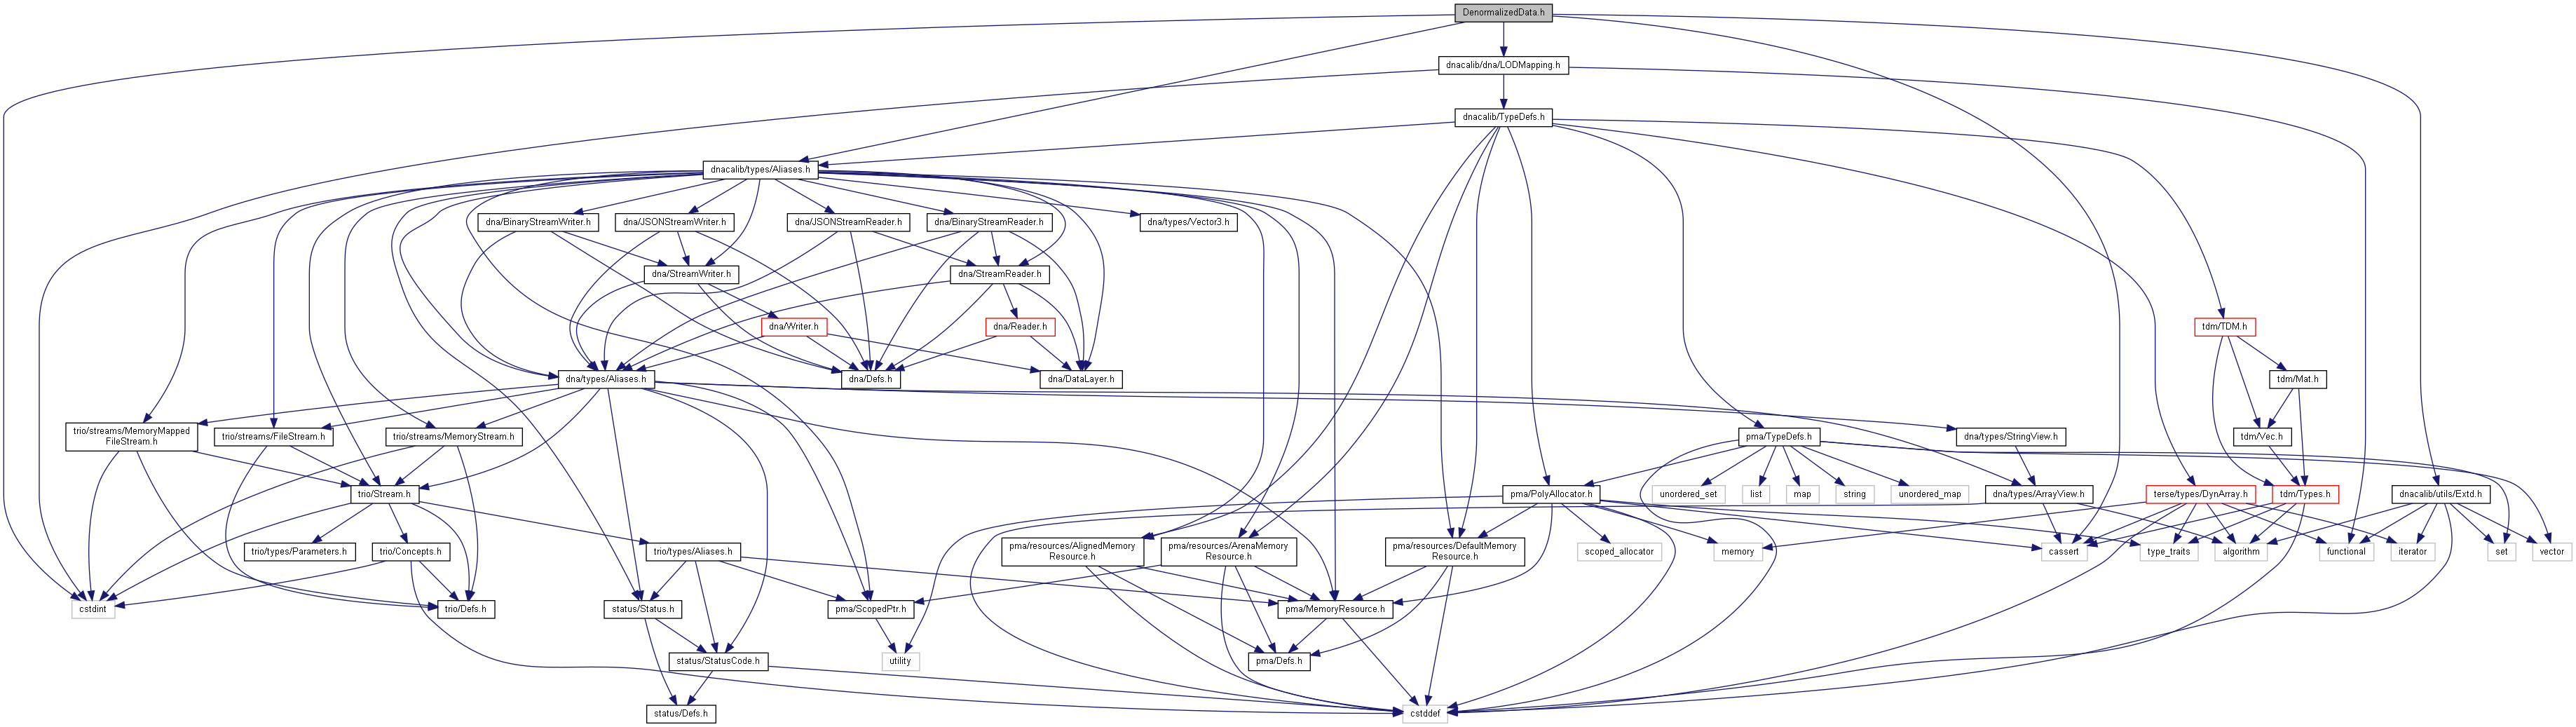 DenormalizedData.h
dnacalib/dna/LODMapping.h
dnacalib/TypeDefs.h
dnacalib/types/Aliases.h
dna/BinaryStreamWriter.h
dna/JSONStreamWriter.h
dna/JSONStreamReader.h
dna/BinaryStreamReader.h
dna/types/Vector3.h
dna/StreamWriter.h
dna/StreamReader.h
dna/Writer.h
dna/Reader.h
tdm/TDM.h
dna/types/Aliases.h
dna/Defs.h
dna/DataLayer.h
tdm/Mat.h
trio/streams/MemoryMapped
FileStream.h
trio/streams/FileStream.h
trio/streams/MemoryStream.h
pma/TypeDefs.h
dna/types/StringView.h
tdm/Vec.h
trio/Stream.h
pma/PolyAllocator.h
unordered_set
list
map
string
unordered_map
dna/types/ArrayView.h
terse/types/DynArray.h
tdm/Types.h
dnacalib/utils/Extd.h
trio/types/Parameters.h
trio/Concepts.h
trio/types/Aliases.h
pma/resources/AlignedMemory
Resource.h
pma/resources/ArenaMemory
Resource.h
pma/resources/DefaultMemory
Resource.h
scoped_allocator
memory
cassert
type_traits
algorithm
functional
iterator
set
vector
cstdint
trio/Defs.h
status/Status.h
pma/ScopedPtr.h
pma/MemoryResource.h
status/StatusCode.h
utility
pma/Defs.h
status/Defs.h
cstddef